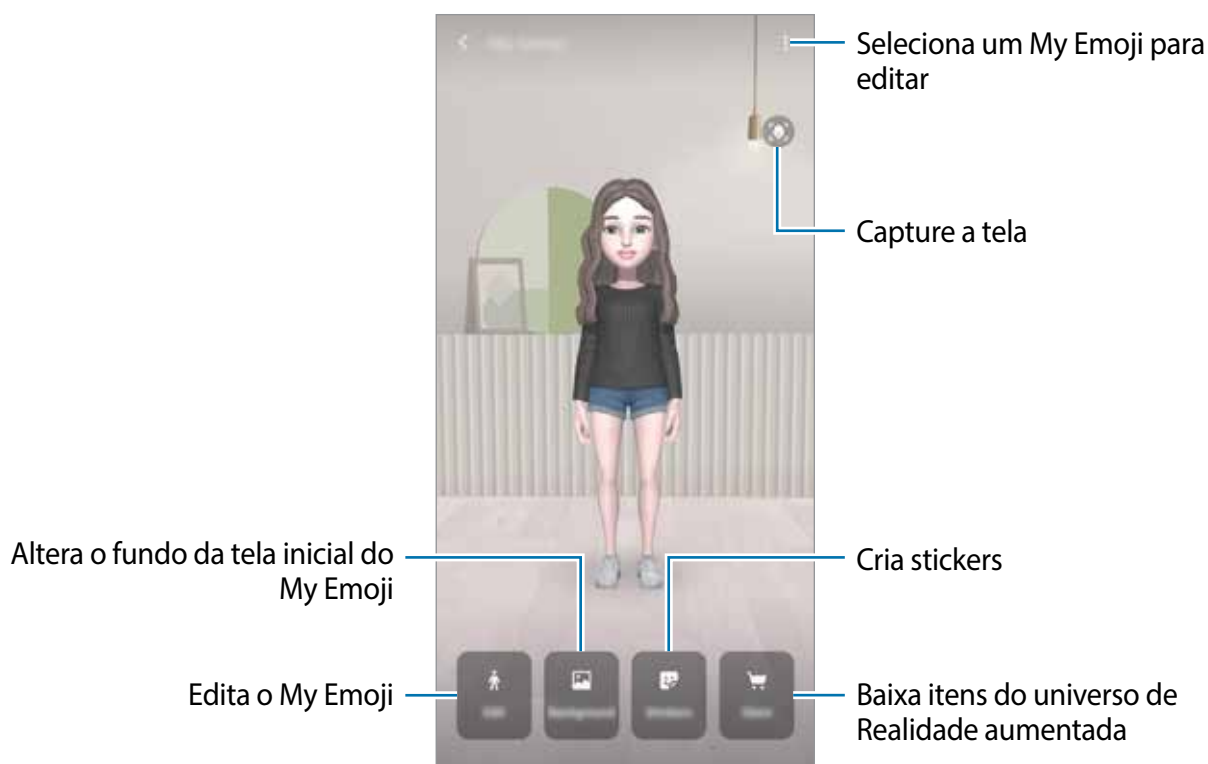 Seleciona um My Emoji para
editar
Capture a tela
Altera o fundo da tela inicial do
My Emoji
Cria stickers
Edita o My Emoji
Baixa itens do universo de
Realidade aumentada